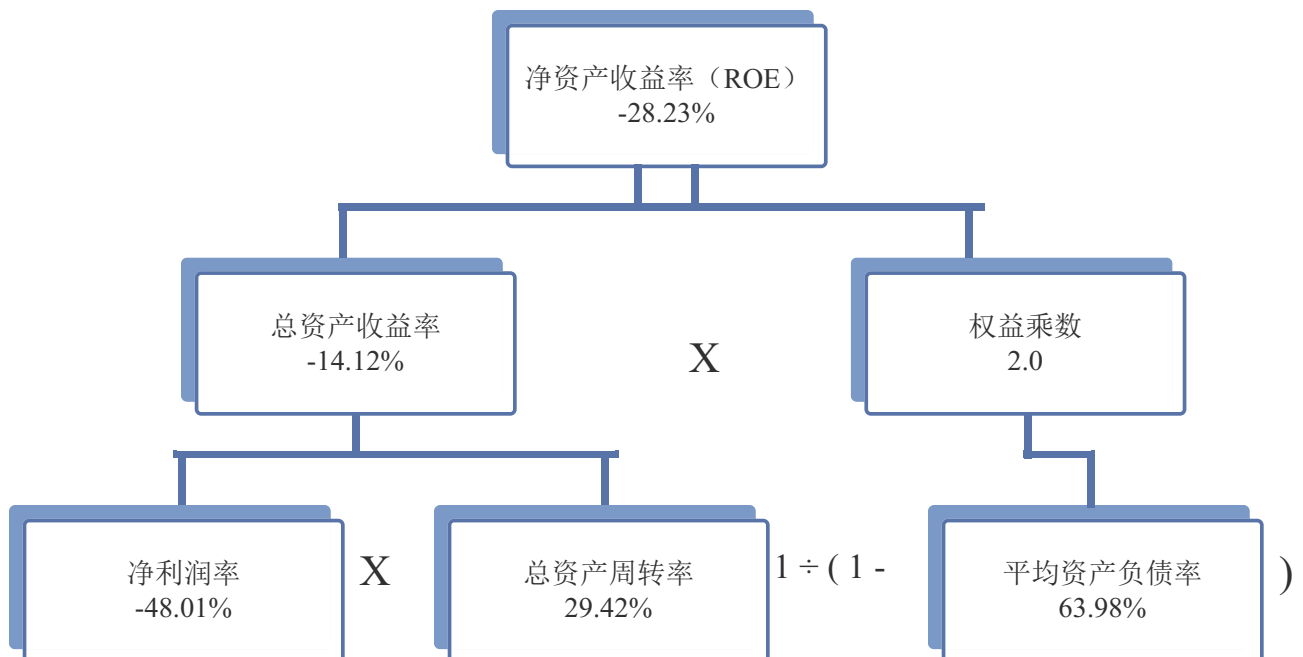 净资产收益率（ROE）
-28.23%
总资产收益率
-14.12%
X
权益乘数
2.0
净利润率
-48.01%
X
总资产周转率
29.42%
1 ÷ ( 1 -
平均资产负债率
63.98%
)